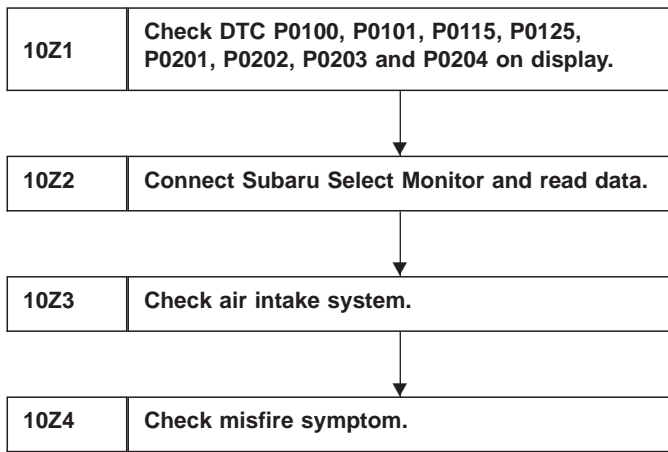 10Z1
Check DTC P0100, P0101, P0115, P0125,
P0201, P0202, P0203 and P0204 on display.
10Z2
Connect Subaru Select Monitor and read data.
10Z3
Check air intake system.
10Z4
Check misfire symptom.